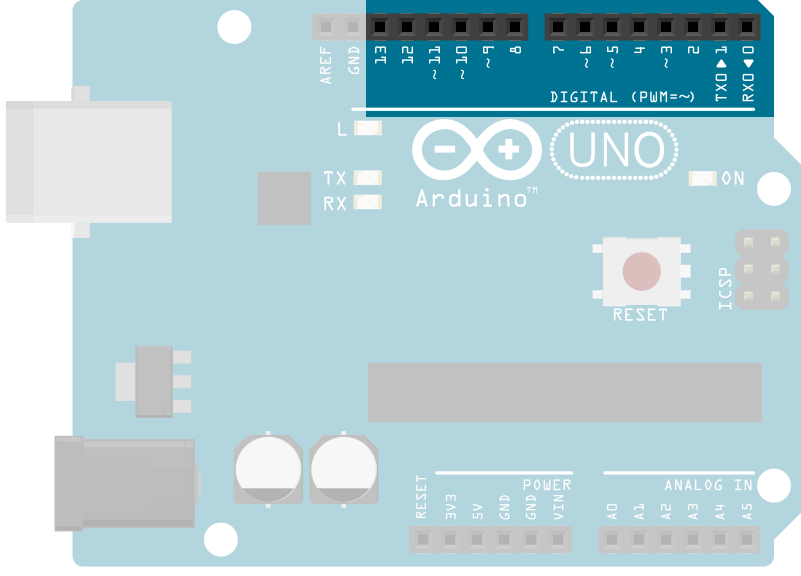 AREF
GND
13
12
~11
~10
~9
8
7
~6
~5
4
~3
2
TX0▶1
RX0◀0
DIGITAL (PWM=~)
L
TX
RX
Arduino™
UNO
ON
ICSP
RESET
POWER
ANALOG IN
RESET
3V3
5V
GND
GND
VIN
A0
A1
A2
A3
A4
A5